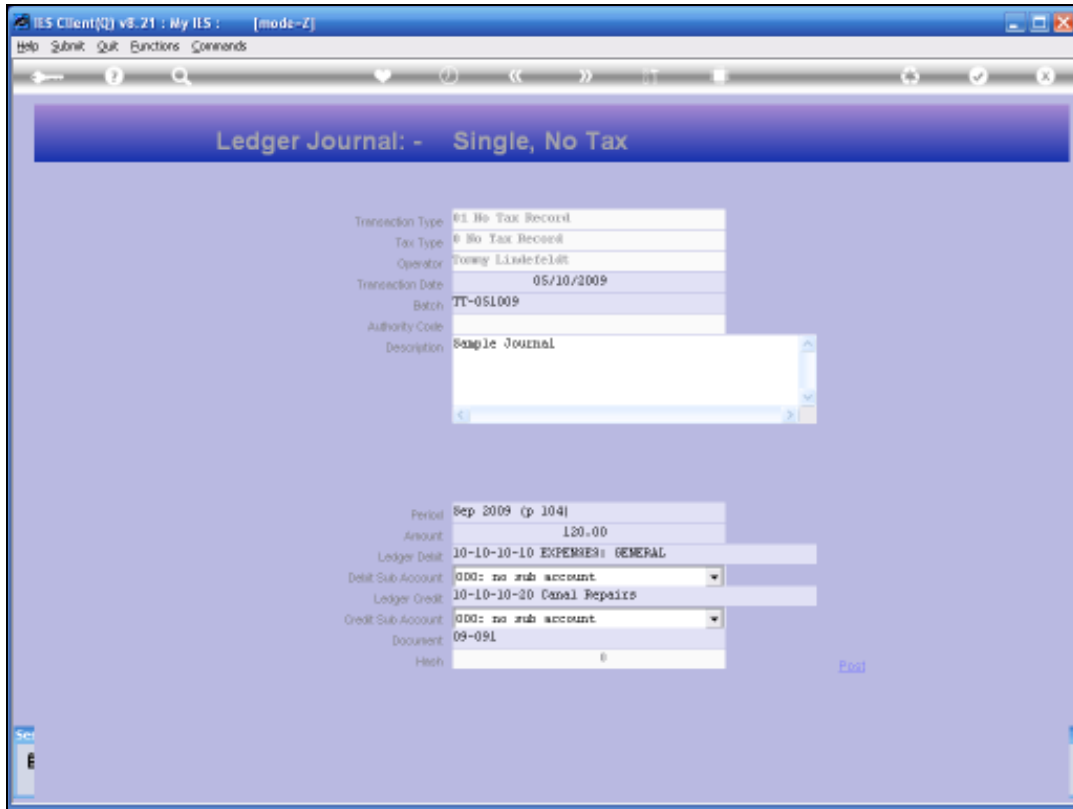 IES Client(Q) v8.21 : My IES : [mode-Z]
Help Submit Quit Functions Commands
Ledger Journal: - Single, No Tax
Transaction Type 01 No Tax Record
Tax Type 0 No Tax Record
Operator Tommy Lindefeldt
Transaction Date 05/10/2009
Batch TT-051009
Authority Code
Description Sample Journal
Period Sep 2009 (p 104)
Amount 120.00
Ledger Debit 10-10-10-10 EXPENSES: GENERAL
Debit Sub Account 000: no sub account
Ledger Credit 10-10-10-20 Canal Repairs
Credit Sub Account 000: no sub account
Document 09-091
Hash 0
Post